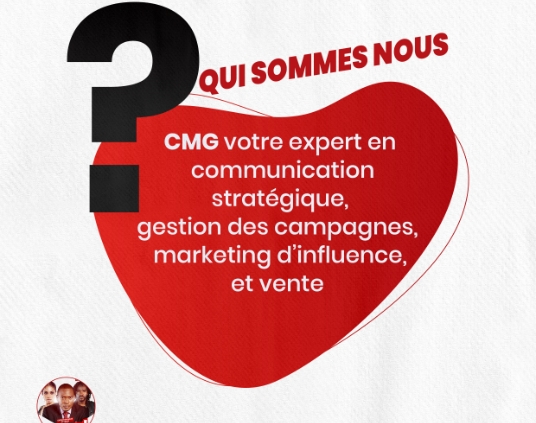 ?
QUI SOMMES NOUS
CMG votre expert en
communication
stratégique,
gestion des campagnes,
marketing d'influence,
et vente